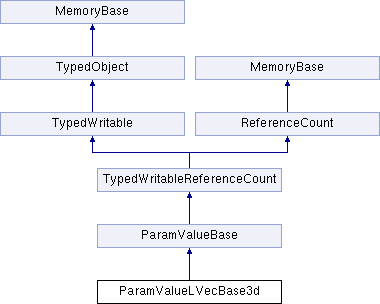 MemoryBase
TypedObject
MemoryBase
TypedWritable
ReferenceCount
TypedWritableReferenceCount
ParamValueBase
ParamValueLVecBase3d